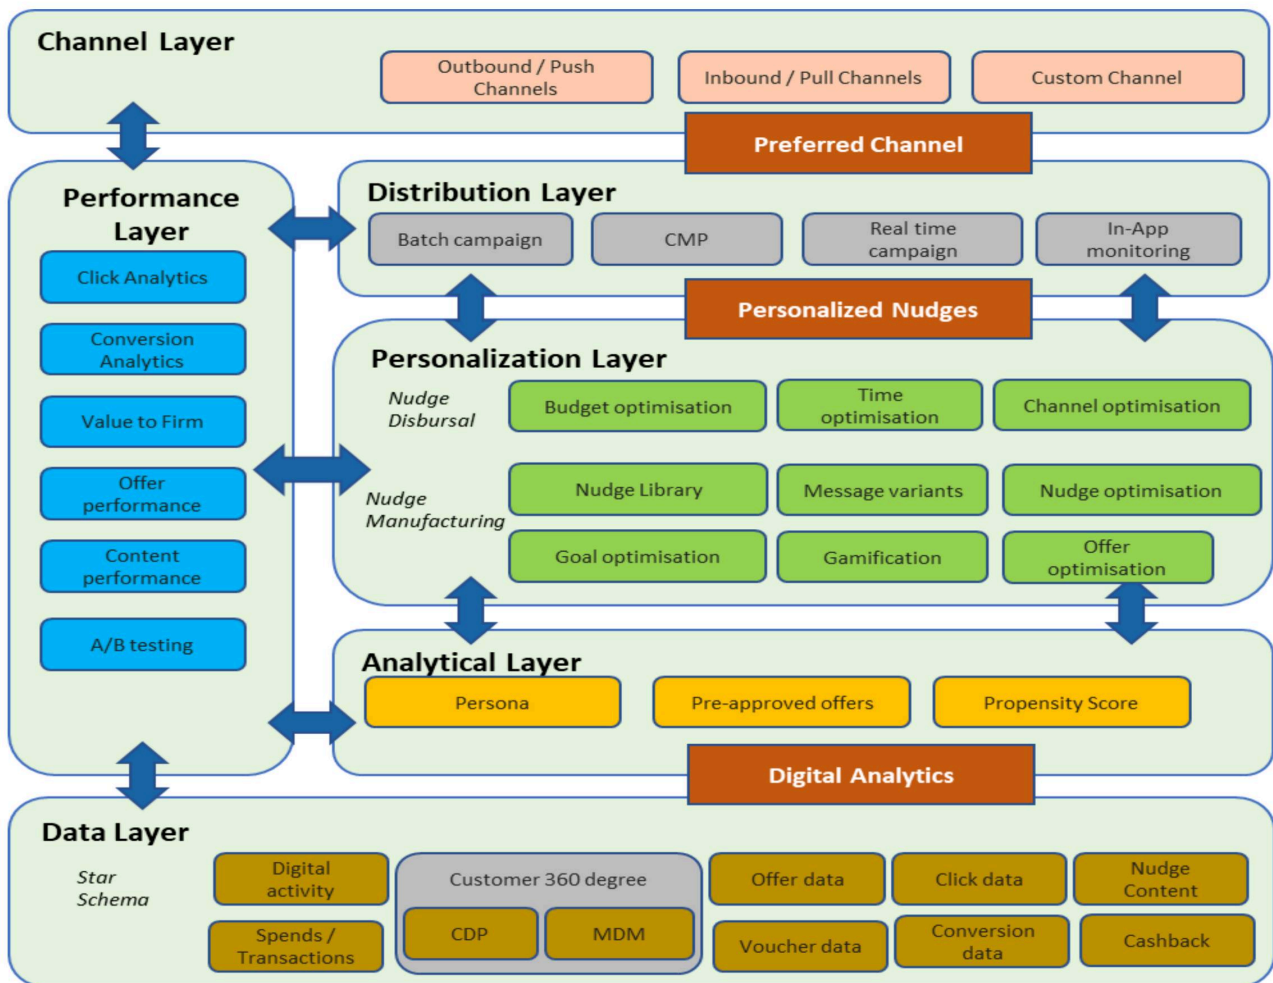 Channel Layer
Outbound / Push
Channels
Inbound / Pull Channels
Custom Channel
Preferred Channel
Performance
Layer
Click Analytics
Conversion
Analytics
Value to Firm
Offer
performance
Content
performance
A/B testing
Distribution Layer
Batch campaign
CMP
Real time
campaign
In-App
monitoring
Personalized Nudges
Personalization Layer
Nudge
Disbursal
Budget optimisation
Time
optimisation
Channel optimisation
Nudge
Manufacturing
Nudge Library
Message variants
Nudge optimisation
Goal optimisation
Gamification
Offer
optimisation
Analytical Layer
Persona
Pre-approved offers
Propensity Score
Digital Analytics
Data Layer
Star
Schema
Digital
activity
Customer 360 degree
Offer data
Click data
Nudge
Content
Spends /
Transactions
CDP
MDM
Voucher data
Conversion
data
Cashback